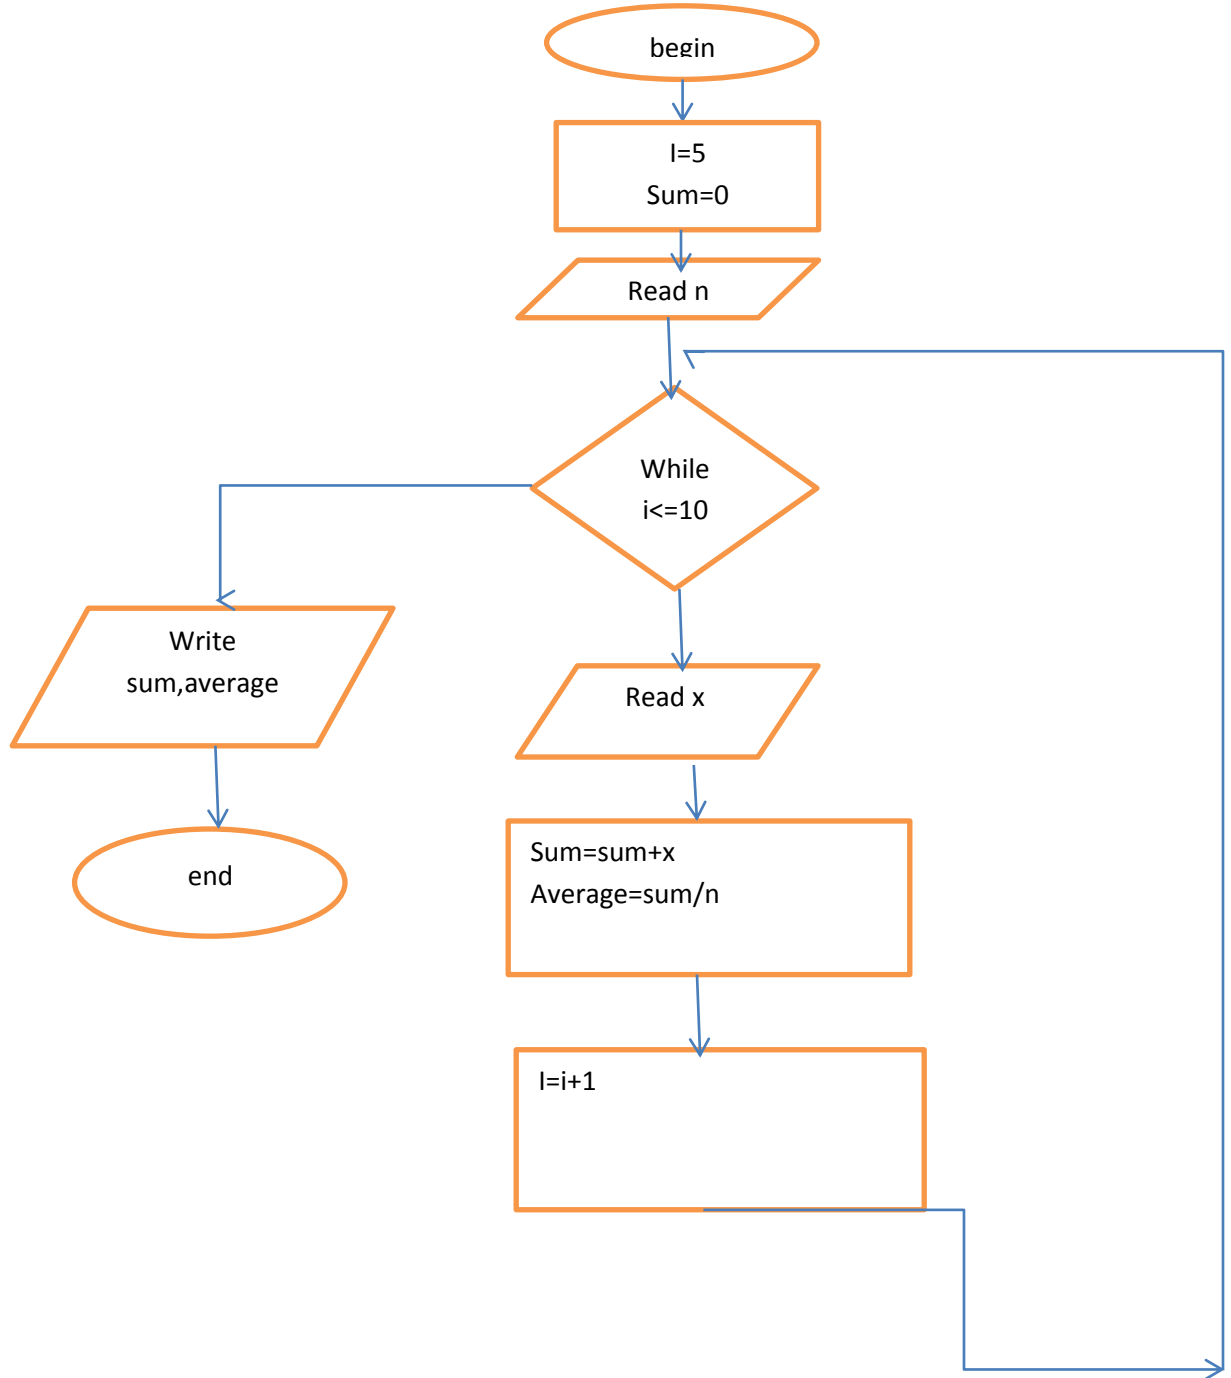 begin
I=5
Sum=0
Read n
While
i<=10
Write
sum,average
Read x
Sum=sum+x
Average=sum/n
end
I=i+1